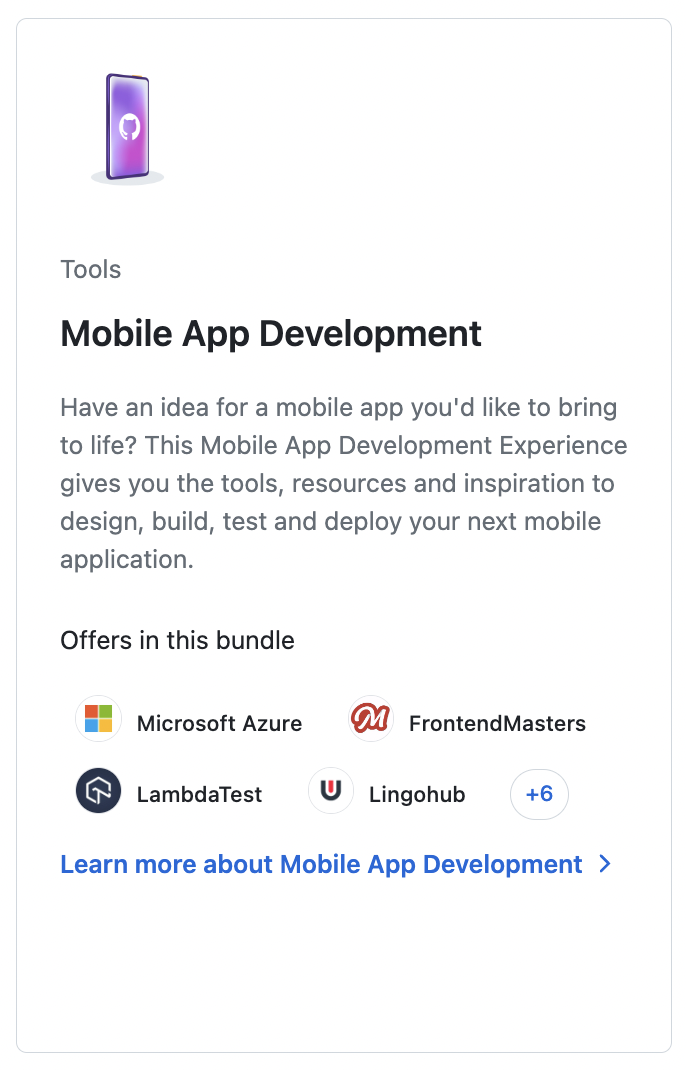 Tools
Mobile App Development
Have an idea for a mobile app you'd like to bring
to life? This Mobile App Development Experience
gives you the tools, resources and inspiration to
design, build, test and deploy your next mobile
application.
Offers in this bundle
Microsoft Azure
FrontendMasters
LambdaTest
Lingohub
+6
Learn more about Mobile App Development